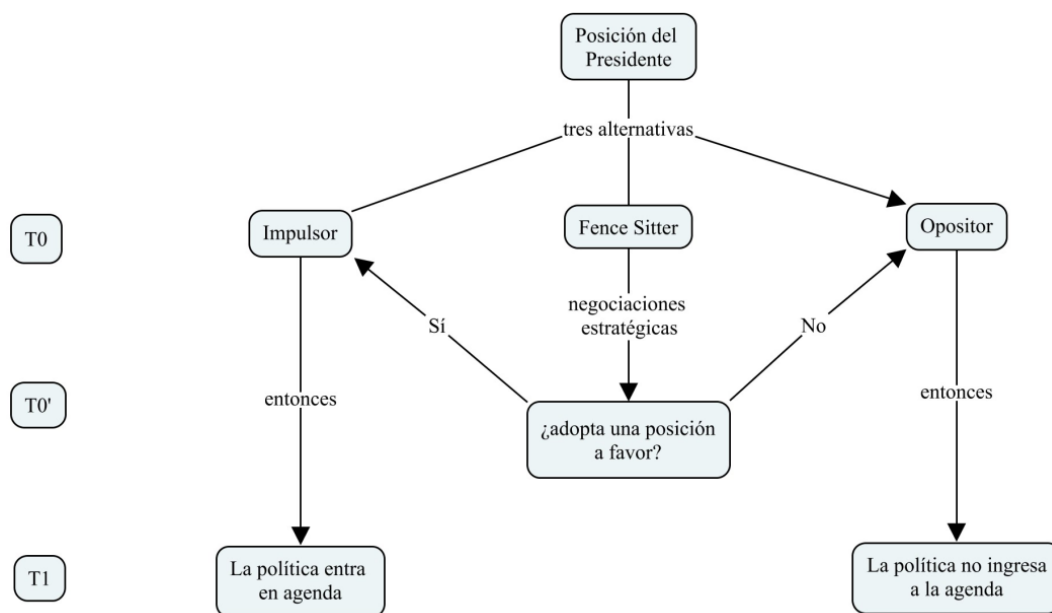 Posición del
Presidente
tres alternativas
T0
Impulsor
Fence Sitter
Opositor
negociaciones
estratégicas
Sí
No
T0'
entonces
entonces
¿adopta una posición
a favor?
T1
La política entra
en agenda
La política no ingresa
a la agenda